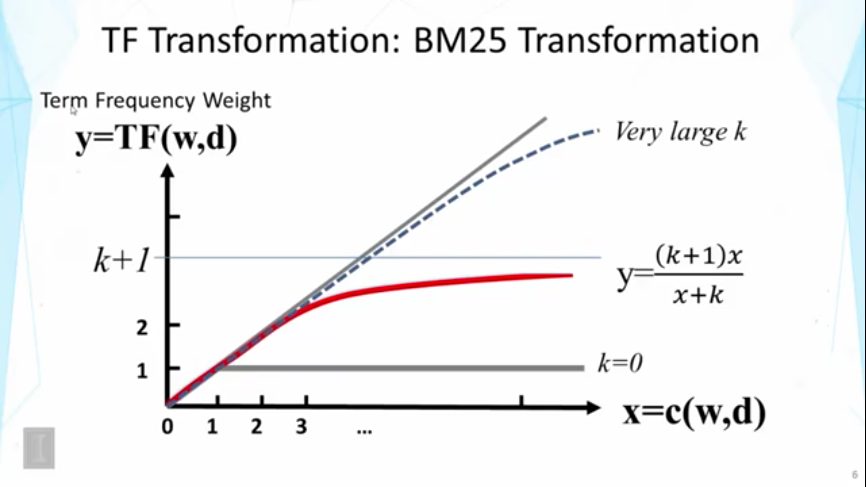 TF Transformation: BM25 Transformation
Term Frequency Weight
y=TF(w,d)
Very large k
k+1
y=(k+1)x/x+k
2
1
k=0
0 1 2 3 ...
x=c(w,d)
I
6